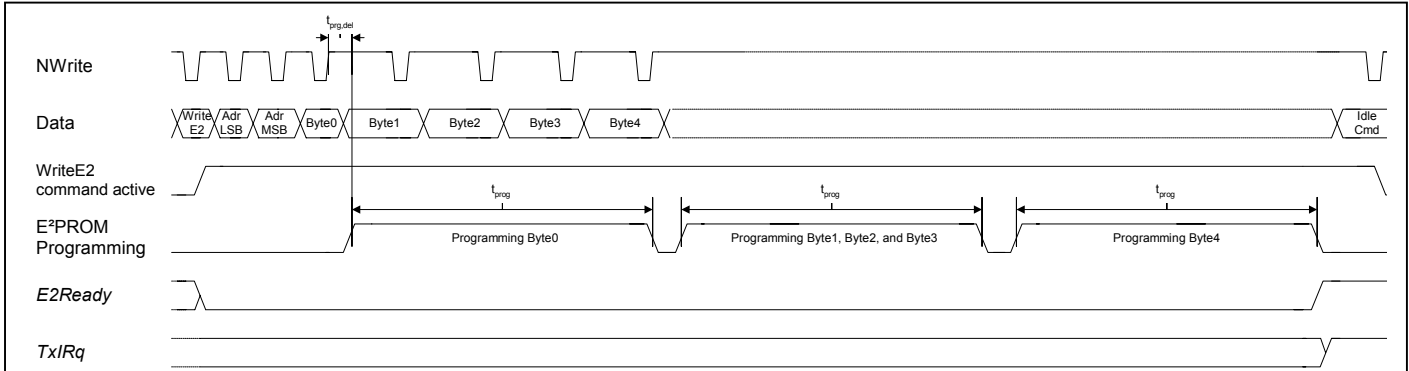 t prg,del
NWrite
Data
Write E2
Adr LSB
Adr MSB
Byte0
Byte1
Byte2
Byte3
Byte4
Idle Cmd
WriteE2
command active
t prog
t prog
t prog
E²PROM
Programming
Programming Byte0
Programming Byte1, Byte2, and Byte3
Programming Byte4
E2Ready
TxIRq